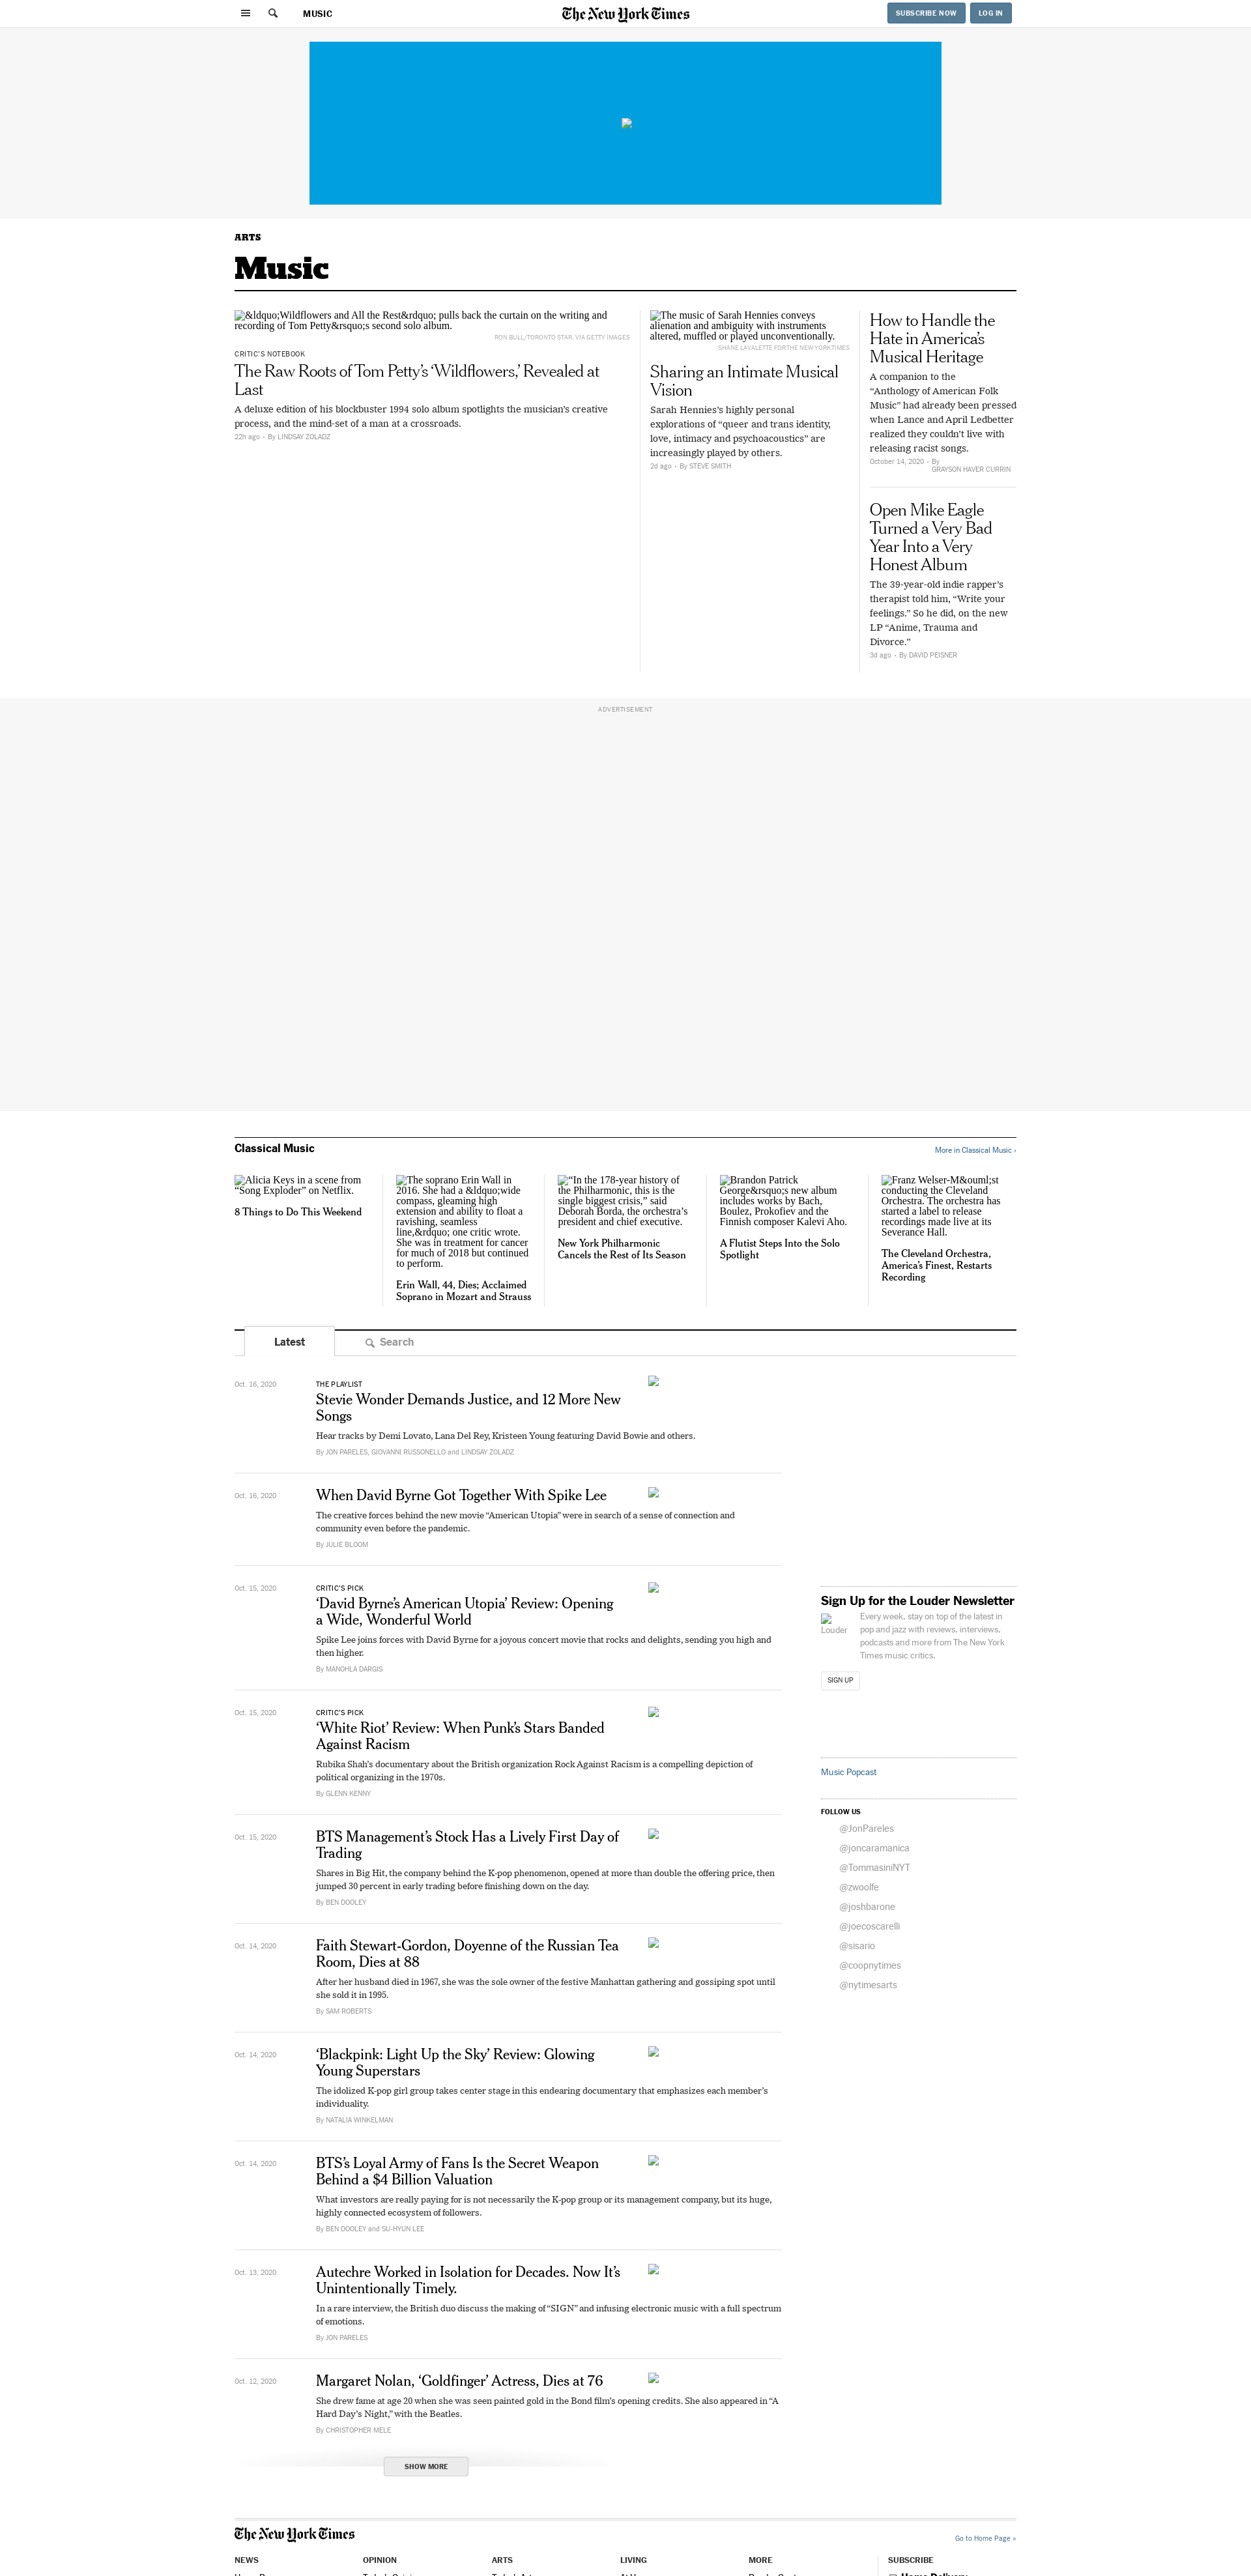 MUSIC
The New York Times
SUBSCRIBE NOW
LOG IN
ARTS
Music
&ldquo;Wildflowers and All the Rest&rdquo; pulls back the curtain on the writing and
recording of Tom Petty&rsquo;s second solo album.
RON BULL/TORONTO STAR, VIA GETTY IMAGES
CRITIC'S NOTEBOOK
The Raw Roots of Tom Petty's 'Wildflowers,' Revealed at
Last
A deluxe edition of his blockbuster 1994 solo album spotlights the musician's creative
process, and the mind-set of a man at a crossroads.
22h ago · By LINDSAY ZOLADZ
The music of Sarah Hennies conveys
alienation and ambiguity with instruments
altered, muffled or played unconventionally.
SHANE LAVALETTE FOR THE NEW YORK TIMES
Sharing an Intimate Musical
Vision
Sarah Hennies's highly personal
explorations of “queer and trans identity,
love, intimacy and psychoacoustics” are
increasingly played by others.
2d ago · By STEVE SMITH
How to Handle the
Hate in America's
Musical Heritage
A companion to the
“Anthology of American Folk
Music” had already been pressed
when Lance and April Ledbetter
realized they couldn't live with
releasing racist songs.
October 14, 2020 · By
GRAYSON HAVER CURRIN
Open Mike Eagle
Turned a Very Bad
Year Into a Very
Honest Album
The 39-year-old indie rapper's
therapist told him, “Write your
feelings.” So he did, on the new
LP “Anime, Trauma and
Divorce.”
3d ago · By DAVID PEISNER
ADVERTISEMENT
Classical Music
More in Classical Music ›
Alicia Keys in a scene from
“Song Exploder” on Netflix.
8 Things to Do This Weekend
The soprano Erin Wall in
2016. She had a &ldquo;wide
compass, gleaming high
extension and ability to float a
ravishing, seamless
line,&rdquo; one critic wrote.
She was in treatment for cancer
for much of 2018 but continued
to perform.
Erin Wall, 44, Dies; Acclaimed
Soprano in Mozart and Strauss
“In the 178-year history of
the Philharmonic, this is the
single biggest crisis,” said
Deborah Borda, the orchestra's
president and chief executive.
New York Philharmonic
Cancels the Rest of Its Season
Brandon Patrick
George&rsquo;s new album
includes works by Bach,
Boulez, Prokofiev and the
Finnish composer Kalevi Aho.
A Flutist Steps Into the Solo
Spotlight
Franz Welser-M&ouml;st
conducting the Cleveland
Orchestra. The orchestra has
started a label to release
recordings made live at its
Severance Hall.
The Cleveland Orchestra,
America's Finest, Restarts
Recording
Latest
Search
Oct. 16, 2020
THE PLAYLIST
Stevie Wonder Demands Justice, and 12 More New
Songs
Hear tracks by Demi Lovato, Lana Del Rey, Kristeen Young featuring David Bowie and others.
By JON PARELES, GIOVANNI RUSSONELLO and LINDSAY ZOLADZ
Oct. 16, 2020
When David Byrne Got Together With Spike Lee
The creative forces behind the new movie “American Utopia” were in search of a sense of connection and
community even before the pandemic.
By JULIE BLOOM
Oct. 15, 2020
CRITIC'S PICK
'David Byrne's American Utopia' Review: Opening
a Wide, Wonderful World
Spike Lee joins forces with David Byrne for a joyous concert movie that rocks and delights, sending you high and
then higher.
By MANOHLA DARGIS
Oct. 15, 2020
CRITIC'S PICK
'White Riot' Review: When Punk's Stars Banded
Against Racism
Rubika Shah's documentary about the British organization Rock Against Racism is a compelling depiction of
political organizing in the 1970s.
By GLENN KENNY
Oct. 15, 2020
BTS Management's Stock Has a Lively First Day of
Trading
Shares in Big Hit, the company behind the K-pop phenomenon, opened at more than double the offering price, then
jumped 30 percent in early trading before finishing down on the day.
By BEN DOOLEY
Oct. 14, 2020
Faith Stewart-Gordon, Doyenne of the Russian Tea
Room, Dies at 88
After her husband died in 1967, she was the sole owner of the festive Manhattan gathering and gossiping spot until
she sold it in 1995.
By SAM ROBERTS
Oct. 14, 2020
'Blackpink: Light Up the Sky' Review: Glowing
Young Superstars
The idolized K-pop girl group takes center stage in this endearing documentary that emphasizes each member's
individuality.
By NATALIA WINKELMAN
Oct. 14, 2020
BTS's Loyal Army of Fans Is the Secret Weapon
Behind a $4 Billion Valuation
What investors are really paying for is not necessarily the K-pop group or its management company, but its huge,
highly connected ecosystem of followers.
By BEN DOOLEY and SU-HYUN LEE
Oct. 13, 2020
Autechre Worked in Isolation for Decades. Now It's
Unintentionally Timely.
In a rare interview, the British duo discuss the making of “SIGN” and infusing electronic music with a full spectrum
of emotions.
By JON PARELES
Oct. 12, 2020
Margaret Nolan, 'Goldfinger' Actress, Dies at 76
She drew fame at age 20 when she was seen painted gold in the Bond film's opening credits. She also appeared in “A
Hard Day's Night,” with the Beatles.
By CHRISTOPHER MELE
SHOW MORE
Sign Up for the Louder Newsletter
Louder
Every week, stay on top of the latest in
pop and jazz with reviews, interviews,
podcasts and more from The New York
Times music critics.
SIGN UP
Music Popcast
FOLLOW US
@JonPareles
@joncaramanica
@TommasiniNYT
@zwoolfe
@joshbarone
@joecoscarelli
@sisario
@coopnytimes
@nytimesarts
The New York Times
Go to Home Page »
NEWS
OPINION
ARTS
LIVING
MORE
SUBSCRIBE